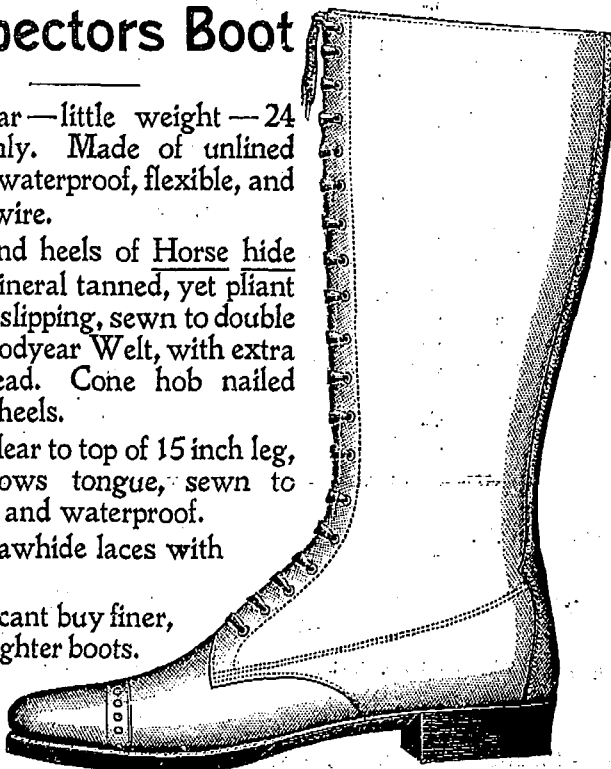 pectors Boot
ar—little weight—24
nly. Made of unlined
waterproof, flexible, and
wire.
nd heels of Horse hide
ineral tanned, yet pliant
slipping, sewn to double
odyear Welt, with extra
ead. Cone hob nailed
heels.
lear to top of 15 inch leg,
ows tongue, sewn to
and waterproof.
awhide laces with
cant buy finer,
ghter boots.